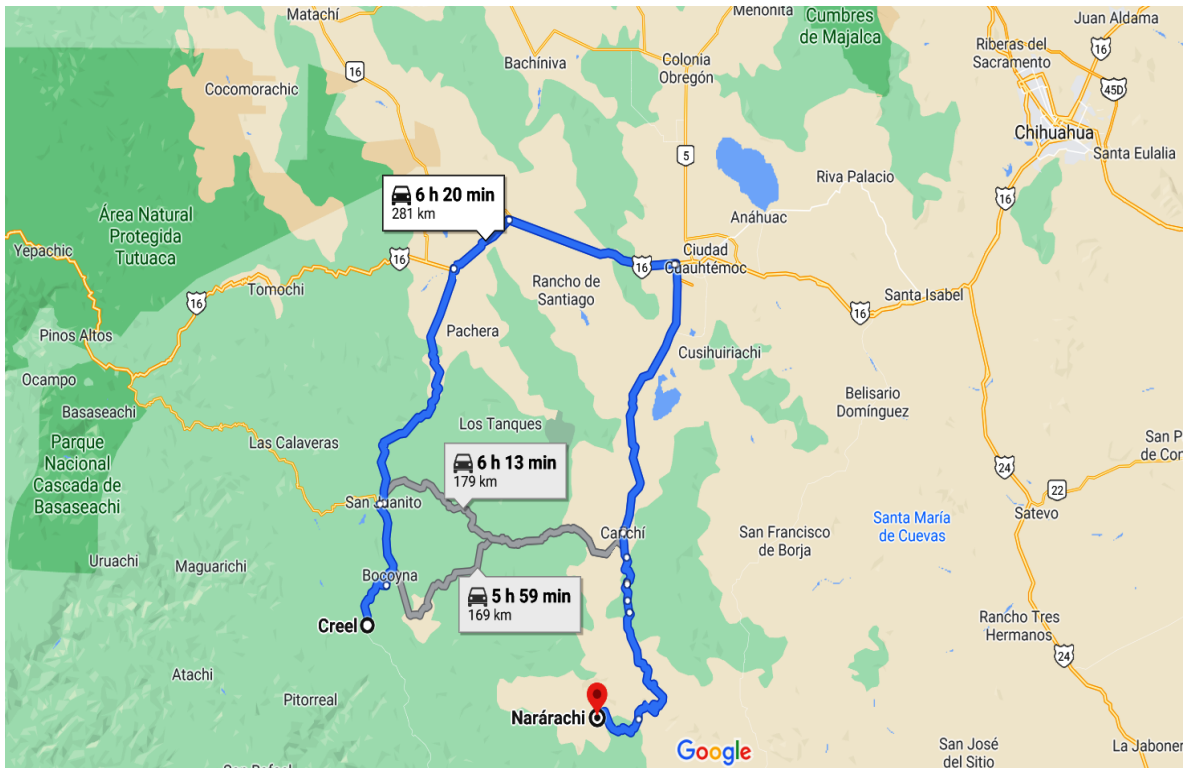 Matachí
Menonita
Cumbres
de Majalca
Juan Aldama
16
Riberas del
Sacramento
Colonia
Obregón
Bachíniva
16
45D
Cocomorachic
Chihuahua
Santa Eulalia
5
Riva Palacio
6 h 20 min
281 km
16
Área Natural
Protegida
Tutuaca
Anáhuac
Yepachic
16
Ciudad
Cuauhtémoc
16
Tomochi
Rancho de
Santiago
16
Santa Isabel
16
Pinos Altos
Pachera
Cusihuiriachi
Ocampo
Belisario
Domínguez
Basaseachi
Los Tanques
Parque
Nacional
Cascada de
Basaseachi
Las Calaveras
San P
de Con
6 h 13 min
179 km
24
22
San Juanito
Satevo
Santa María
de Cuevas
Carichí
San Francisco
de Borja
Uruachi
Maguarichi
Bocoyna
5 h 59 min
169 km
Creel
Rancho Tres
Hermanos
24
Atachi
Pitorreal
Narárachi
Google
San José
del Sitio
La Jaboner